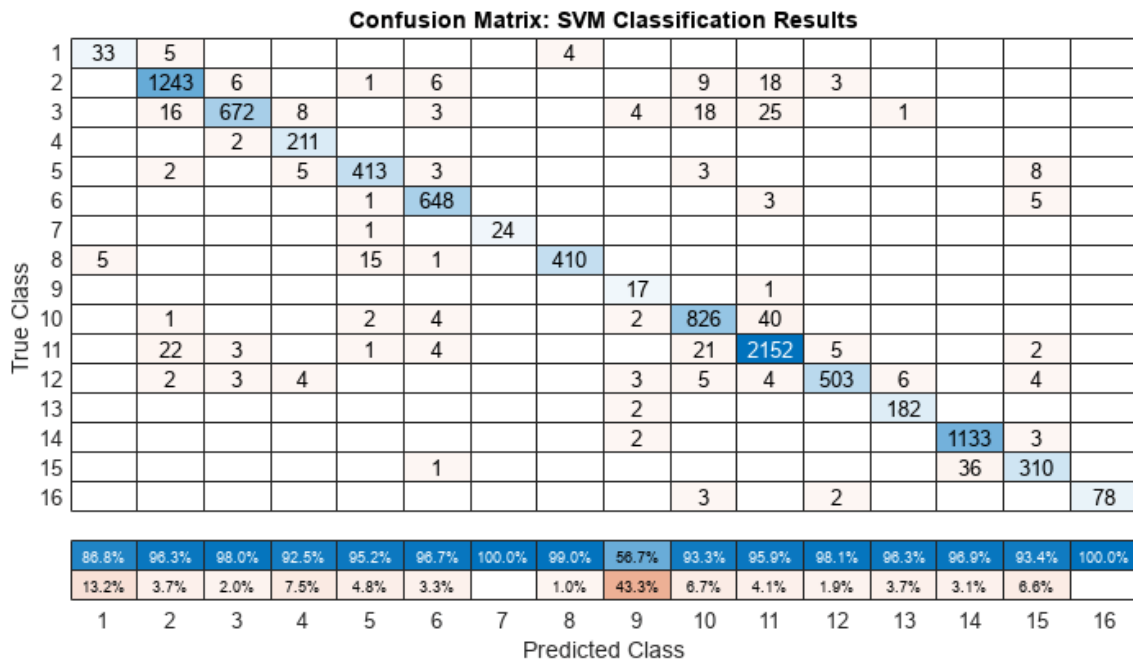 Confusion Matrix: SVM Classification Results
True Class
1 33 5 4
2 1243 6 1 6 9 18 3
3 16 672 8 3 4 18 25 1
4 2 211
5 2 5 413 3 3 8
6 1 648 3 5
7 1 24
8 5 15 1 410
9 17 1
10 1 2 4 2 826 40
11 22 3 1 4 21 2152 5 2
12 2 3 4 3 5 4 503 6 4
13 2 182
14 2 1133 3
15 1 36 310
16 3 2 78
86.8% 96.3% 98.0% 92.5% 95.2% 96.7% 100.0% 99.0% 56.7% 93.3% 95.9% 98.1% 96.3% 96.9% 93.4% 100.0%
13.2% 3.7% 2.0% 7.5% 4.8% 3.3% 1.0% 43.3% 6.7% 4.1% 1.9% 3.7% 3.1% 6.6%
1 2 3 4 5 6 7 8 9 10 11 12 13 14 15 16
Predicted Class